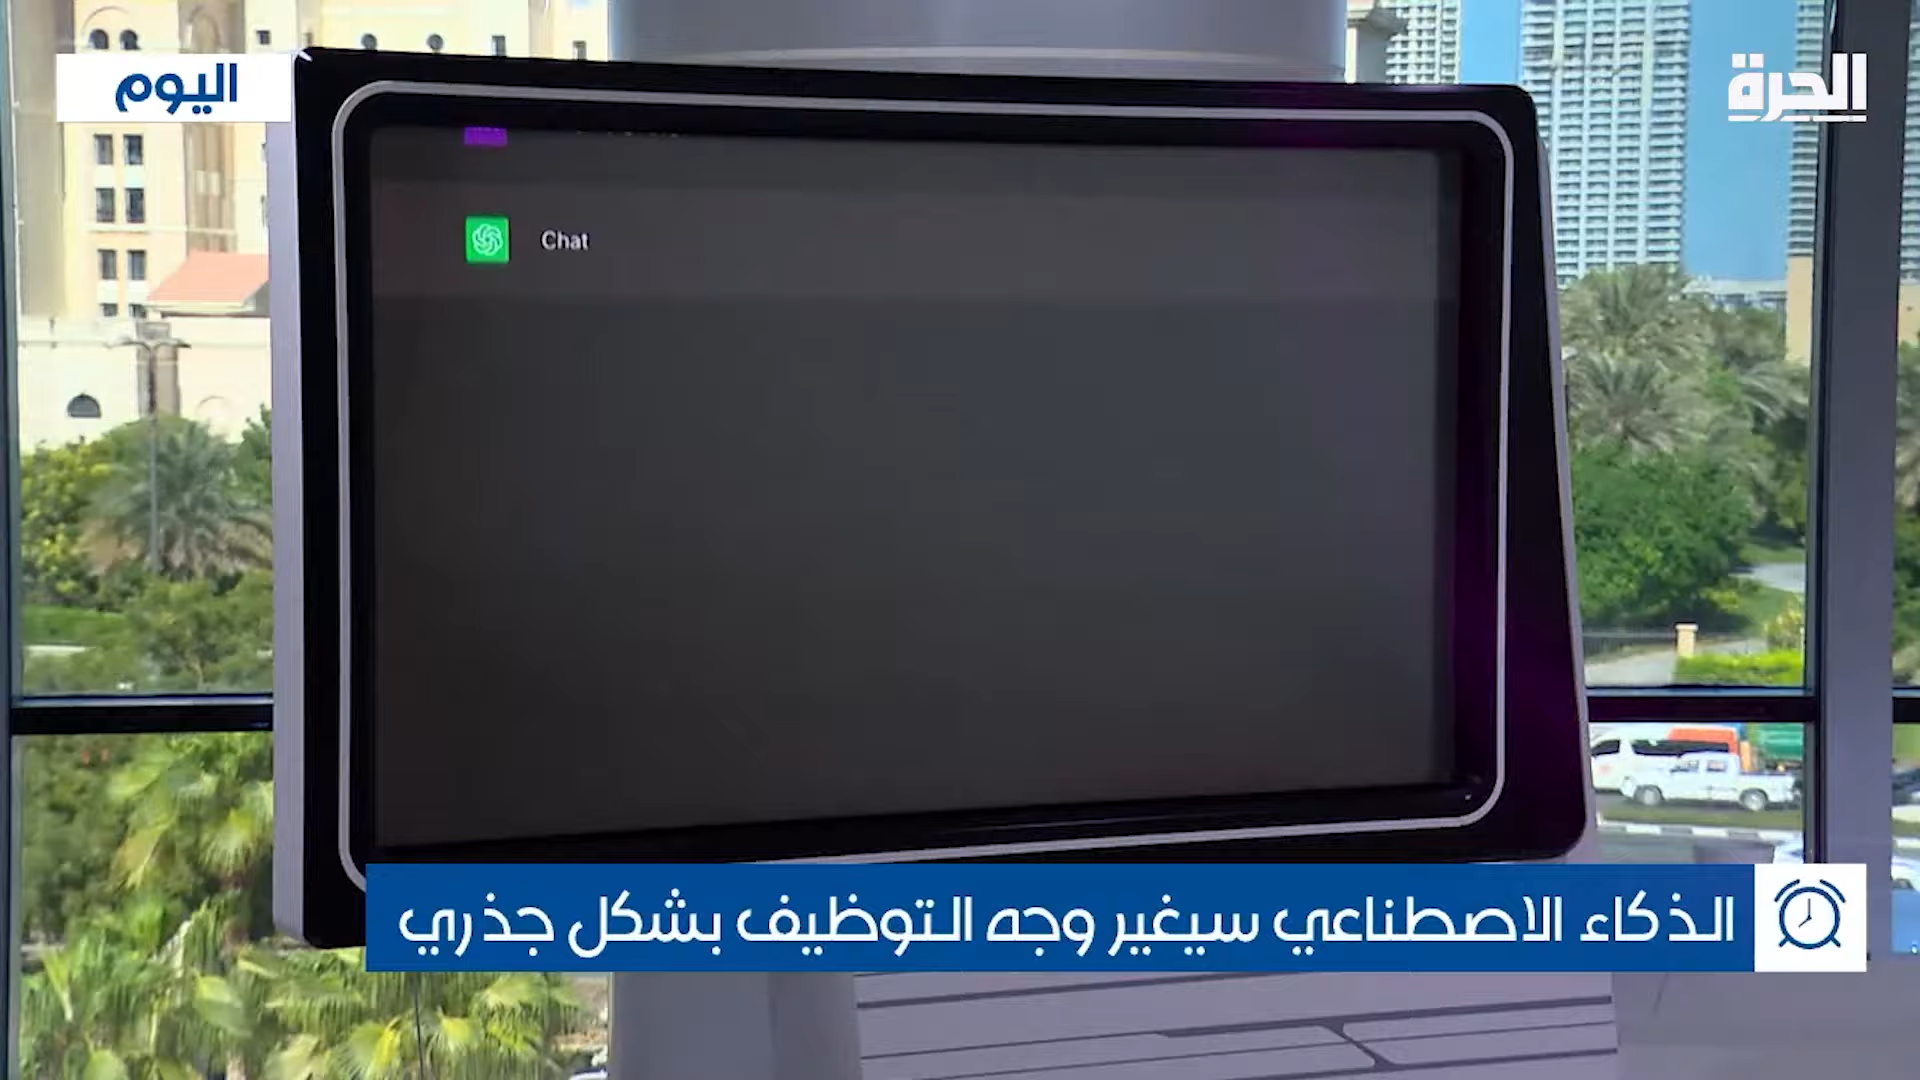 اليوم
الحرة
Chat
الذكاء الاصطناعي سيغير وجه التوظيف بشكل جذري